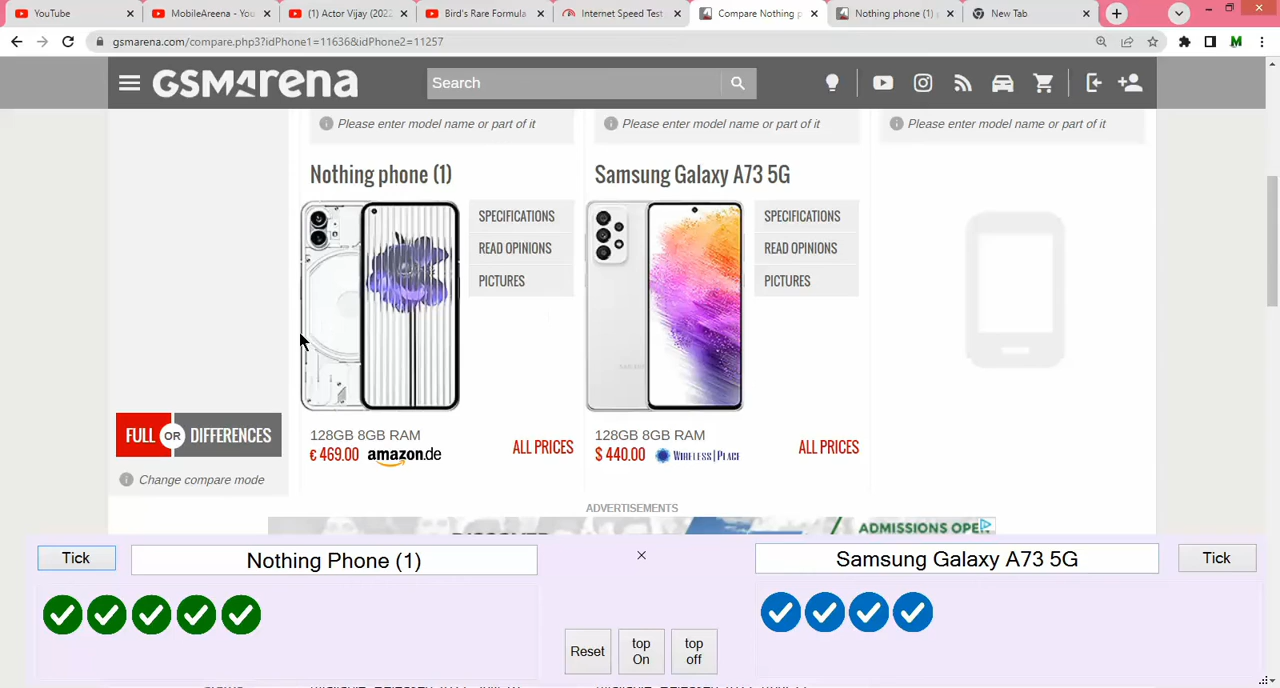 YouTube
MobileAreena - You
(1) Actor Vijay (2022
Bird's Rare Formula
Internet Speed Test
Compare Nothing p
Nothing phone (1)
New Tab
gsmarena.com/compare.php3?idPhone1=11636&idPhone2=11257
GSMArena
Search
Please enter model name or part of it
Please enter model name or part of it
Please enter model name or part of it
Nothing phone (1)
SPECIFICATIONS
READ OPINIONS
PICTURES
128GB 8GB RAM
€ 469.00 amazon.de
ALL PRICES
Samsung Galaxy A73 5G
SPECIFICATIONS
READ OPINIONS
PICTURES
128GB 8GB RAM
$ 440.00 WIRELESS|PLACE
ALL PRICES
FULL OR DIFFERENCES
Change compare mode
ADVERTISEMENTS
ADMISSIONS OPEN
Tick
Nothing Phone (1)
×
Samsung Galaxy A73 5G
Tick
Reset
top
On
top
off